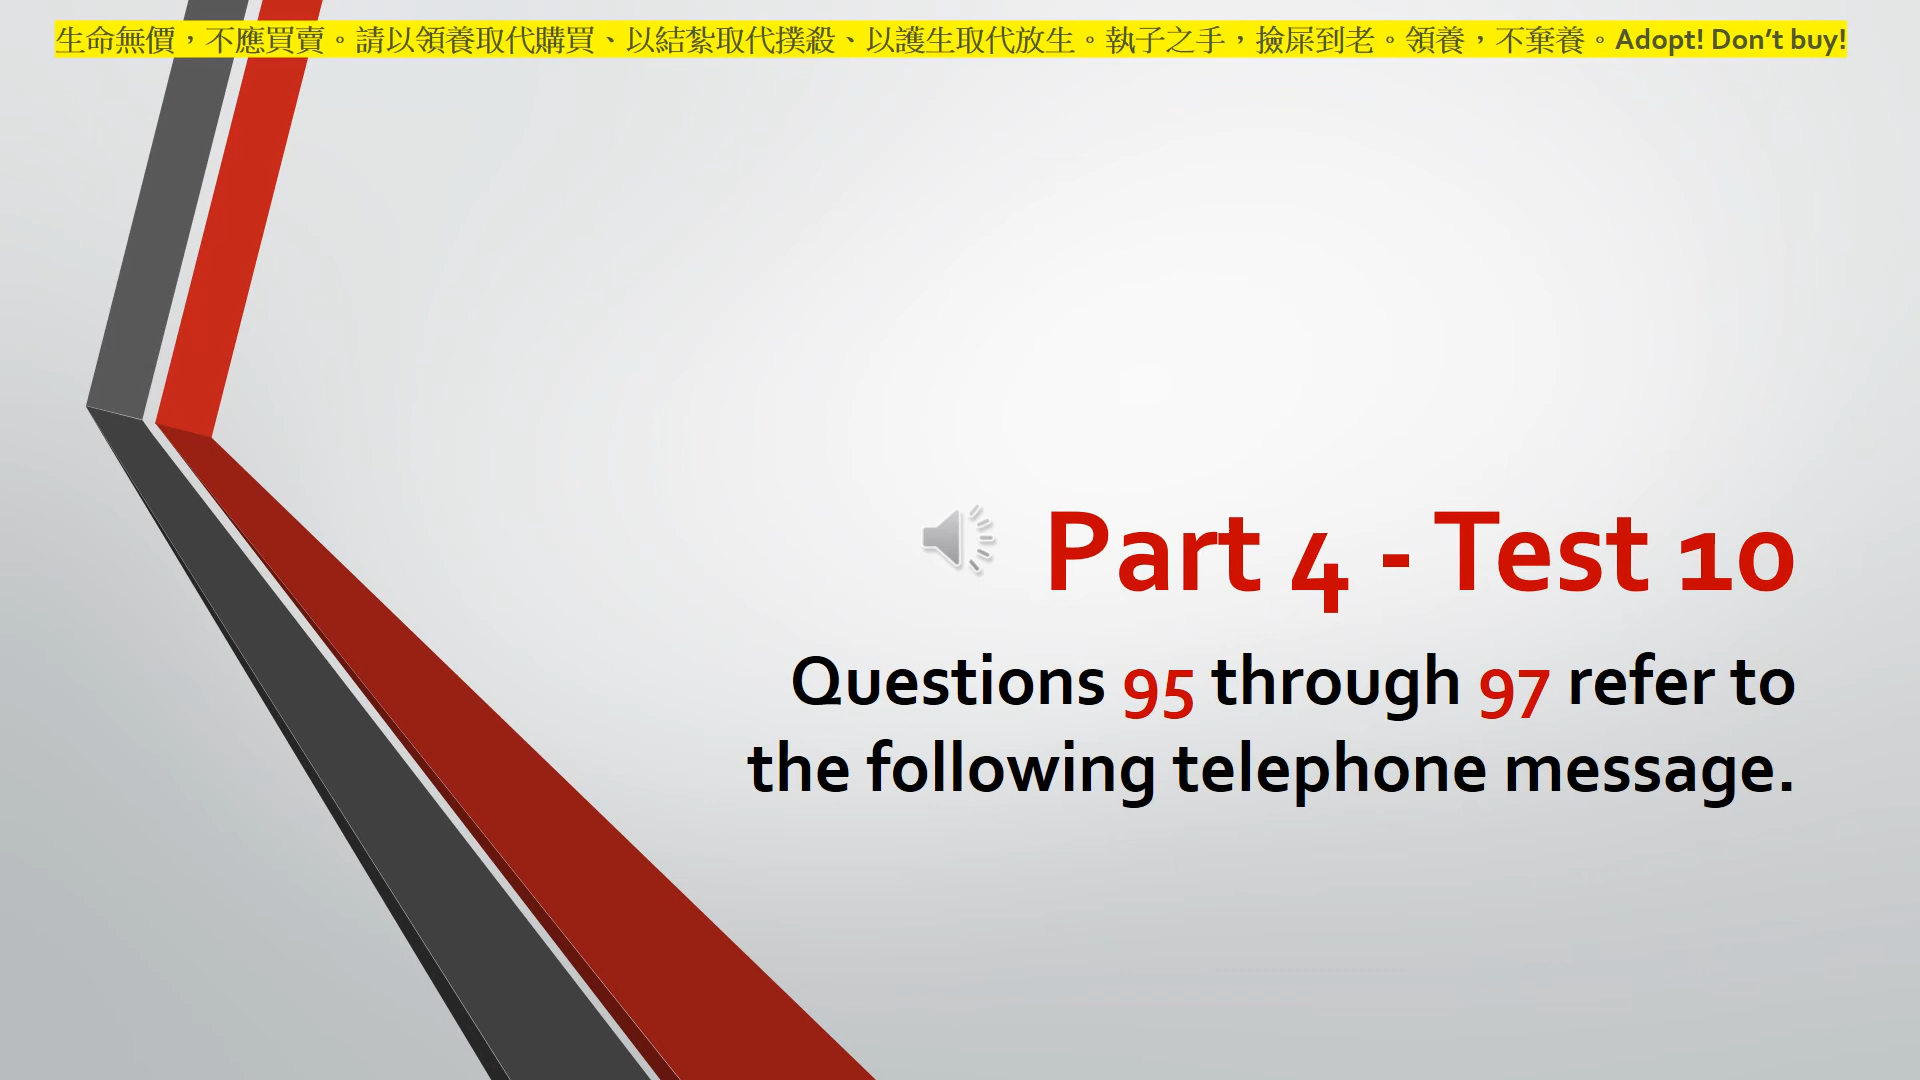 生命無價，不應買賣。請以領養取代購買、以結紮取代撲殺、以護生取代放生。執子之手，撿屎到老。領養，不棄養。Adopt! Don’t buy!
Part 4 - Test 10
Questions 95 through 97 refer to
the following telephone message.